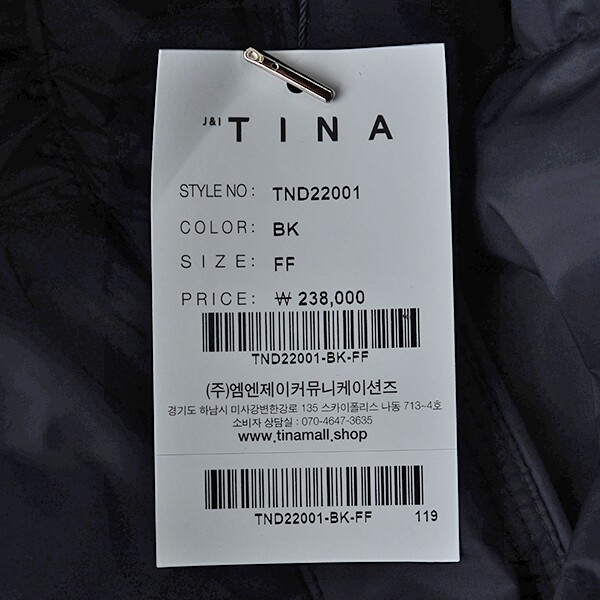 J&I TINA
STYLE NO: TND22001
COLOR: BK
SIZE: FF
PRICE: ₩ 238,000
TND22001-BK-FF
(주)엠엔제이커뮤니케이션즈
경기도 하남시 미사강변한강로 135 스카이폴리스 나동 713~4호
소비자 상담실 : 070-4647-3635
www.tinamall.shop
TND22001-BK-FF 119